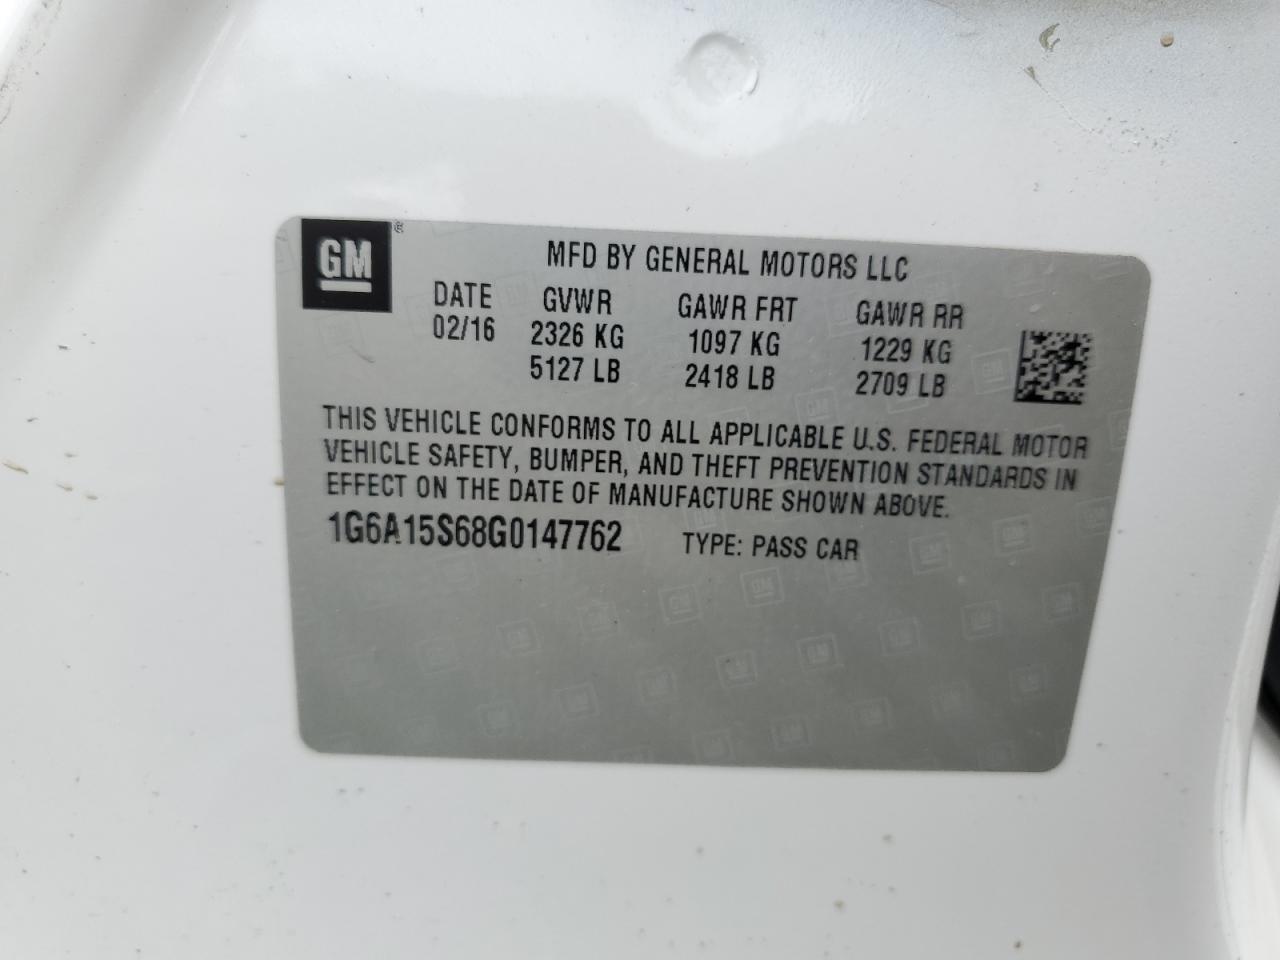 GM®
MFD BY GENERAL MOTORS LLC
DATE GVWR GAWR FRT GAWR RR
02/16 2326 KG 1097 KG 1229 KG
5127 LB 2418 LB 2709 LB
THIS VEHICLE CONFORMS TO ALL APPLICABLE U.S. FEDERAL MOTOR
VEHICLE SAFETY, BUMPER, AND THEFT PREVENTION STANDARDS IN
EFFECT ON THE DATE OF MANUFACTURE SHOWN ABOVE.
1G6A15S68G0147762 TYPE: PASS CAR